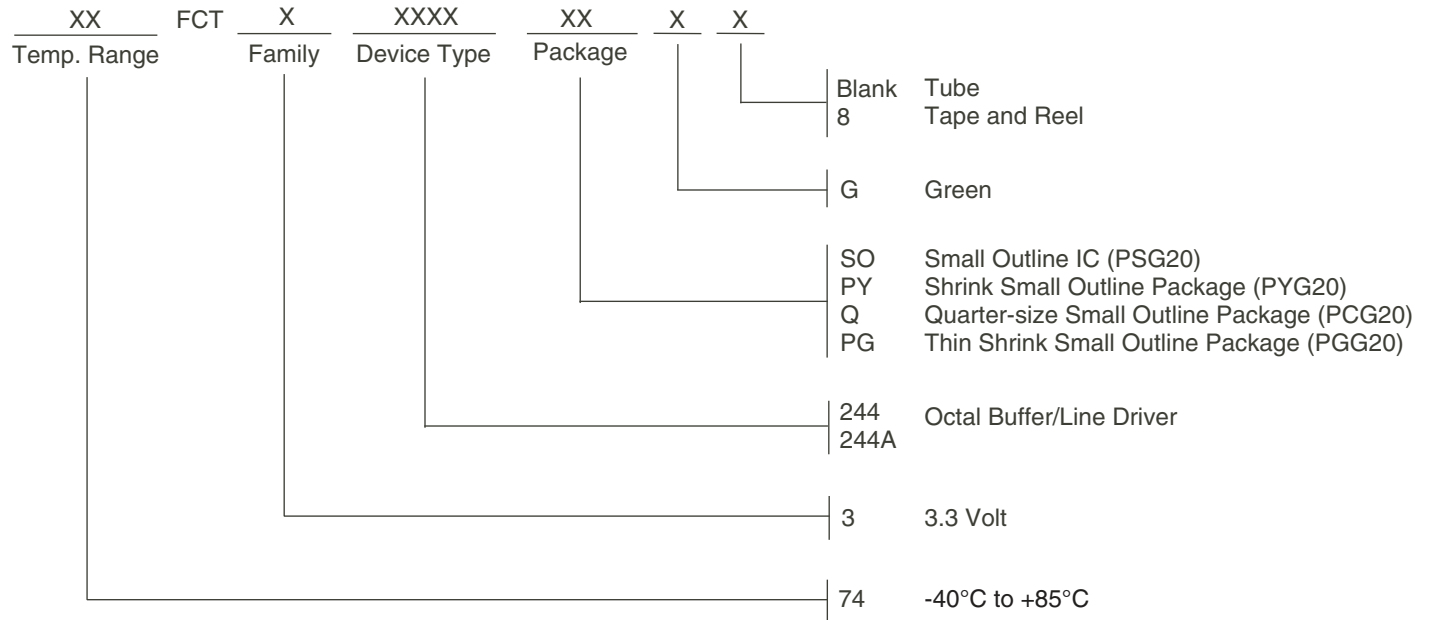 XX FCT X XXXX XX X X
Temp. Range Family Device Type Package
Blank Tube
8 Tape and Reel
G Green
SO Small Outline IC (PSG20)
PY Shrink Small Outline Package (PYG20)
Q Quarter-size Small Outline Package (PCG20)
PG Thin Shrink Small Outline Package (PGG20)
244 Octal Buffer/Line Driver
244A
3 3.3 Volt
74 -40°C to +85°C